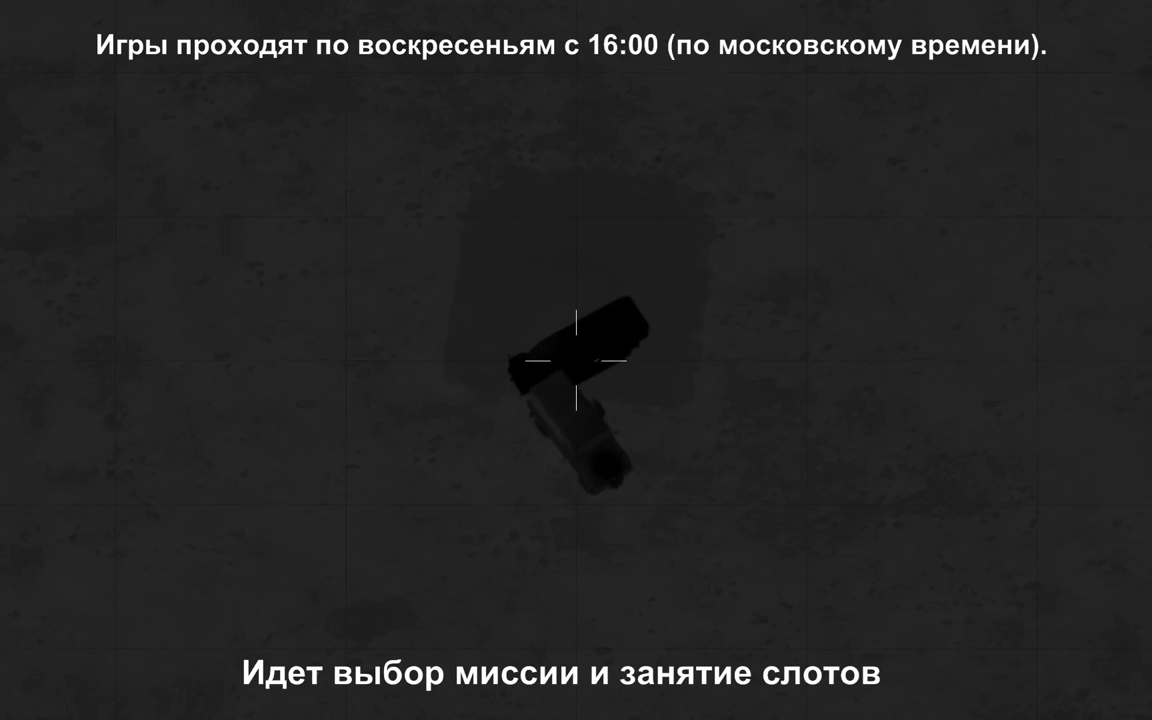 Игры проходят по воскресеньям с 16:00 (по московскому времени).
Идет выбор миссии и занятие слотов